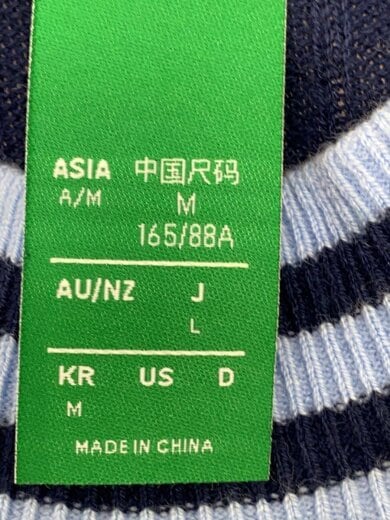 ASIA 中国尺码
A/M M
165/88A
AU/NZ J
L
KR US D
M
MADE IN CHINA